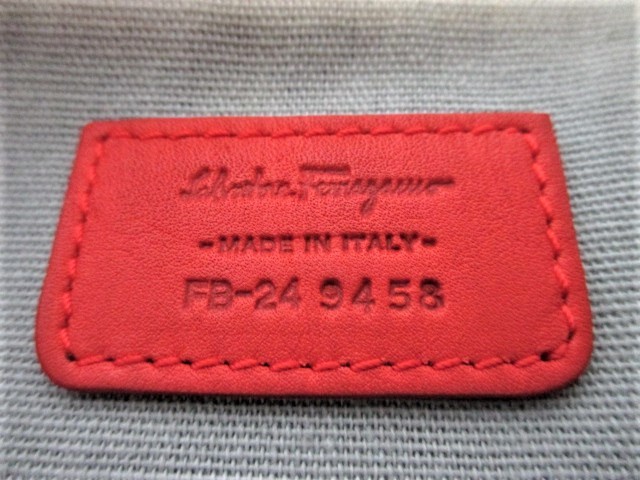 Salvatore Ferragamo
-MADE IN ITALY-
FB-24 9458